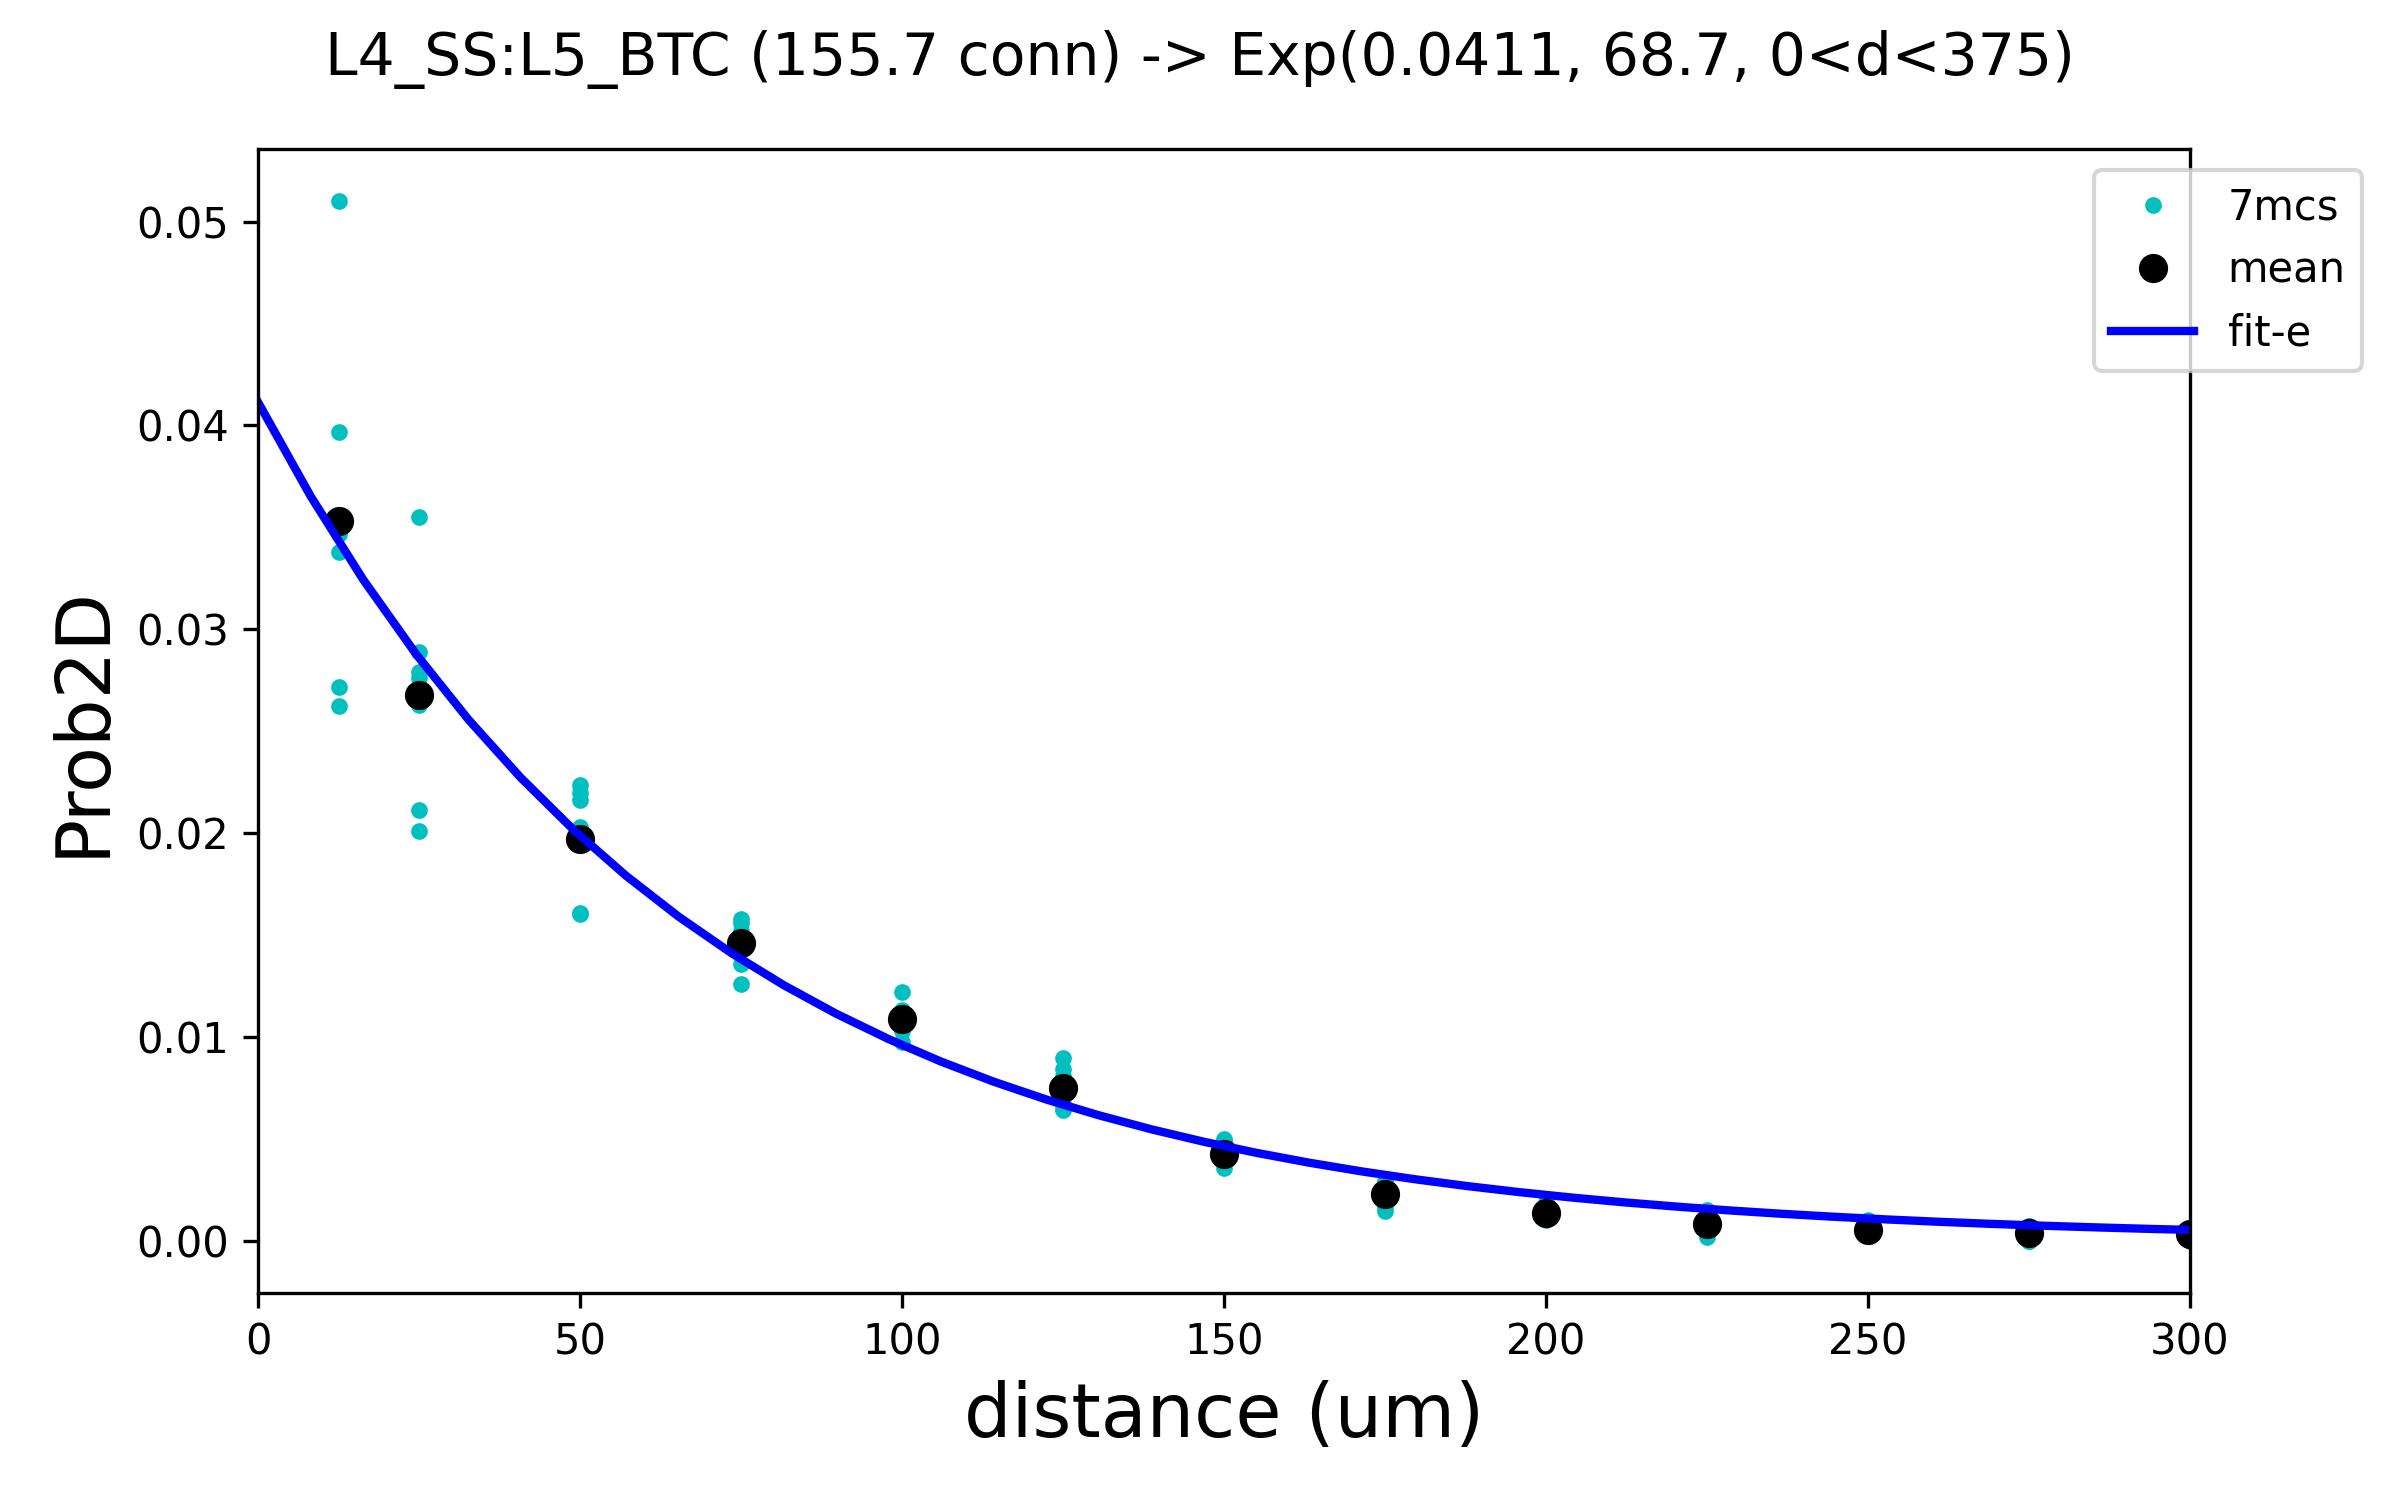 L4_SS:L5_BTC (155.7 conn) -> Exp(0.0411, 68.7, 0<d<375)
7mcs
mean
fit-e
Prob2D
0.05
0.04
0.03
0.02
0.01
0.00
0 50 100 150 200 250 300
distance (um)